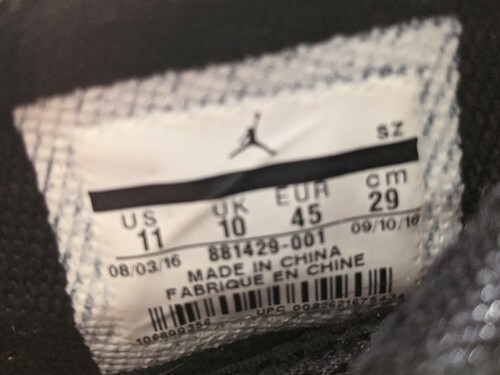 sz
US UK EUR cm
11 10 45 29
08/03/16 881429-001 09/10/16
MADE IN CHINA
FABRIQUE EN CHINE
UPC